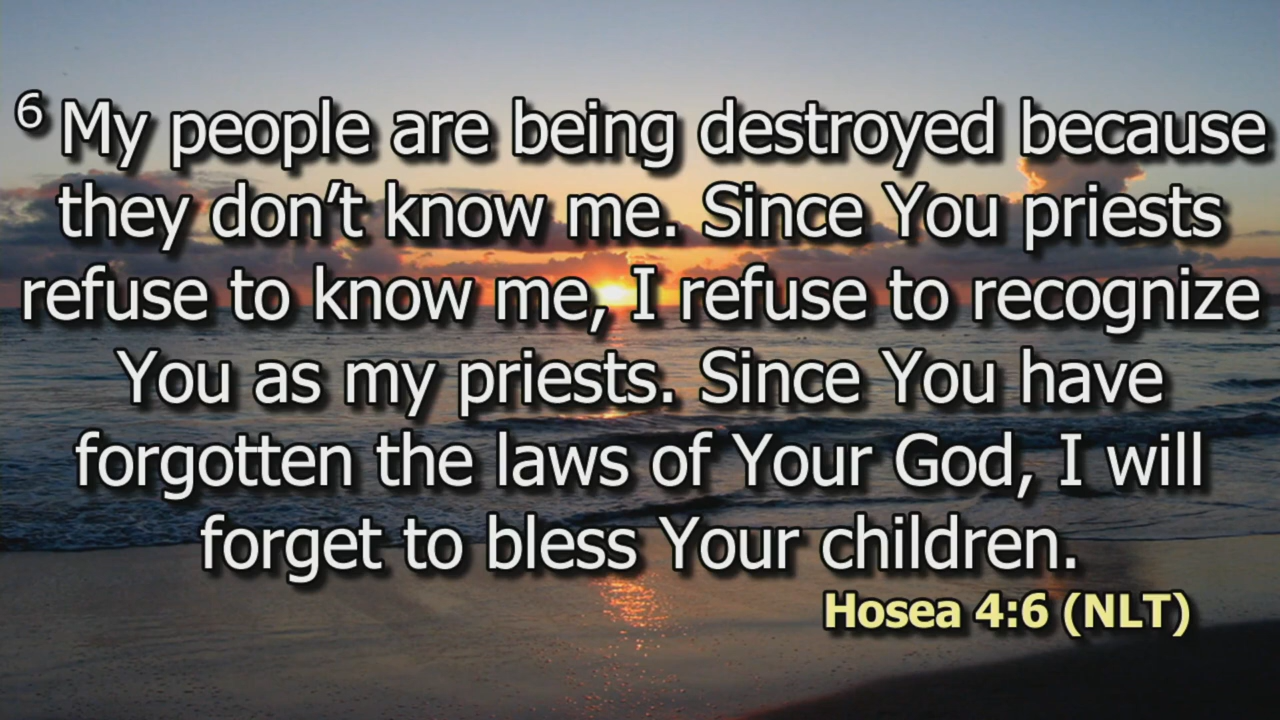 6 My people are being destroyed because
they don’t know me. Since You priests
refuse to know me, I refuse to recognize
You as my priests. Since You have
forgotten the laws of Your God, I will
forget to bless Your children.
Hosea 4:6 (NLT)